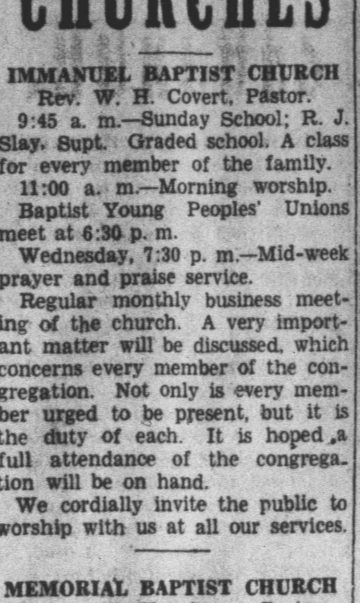 CHURCHES
IMMANUEL BAPTIST CHURCH
Rev. W. H. Covert, Pastor.
9:45 a. m.—Sunday School; R. J.
Slay, Supt. Graded school. A class
for every member of the family.
11:00 a. m.—Morning worship.
Baptist Young Peoples' Unions
meet at 6:30 p. m.
Wednesday, 7:30 p. m.—Mid-week
prayer and praise service.
Regular monthly business meet-
ing of the church. A very import-
ant matter will be discussed, which
concerns every member of the con-
gregation. Not only is every mem-
ber urged to be present, but it is
the duty of each. It is hoped a
full attendance of the congrega-
tion will be on hand.
We cordially invite the public to
worship with us at all our services.
MEMORIAL BAPTIST CHURCH